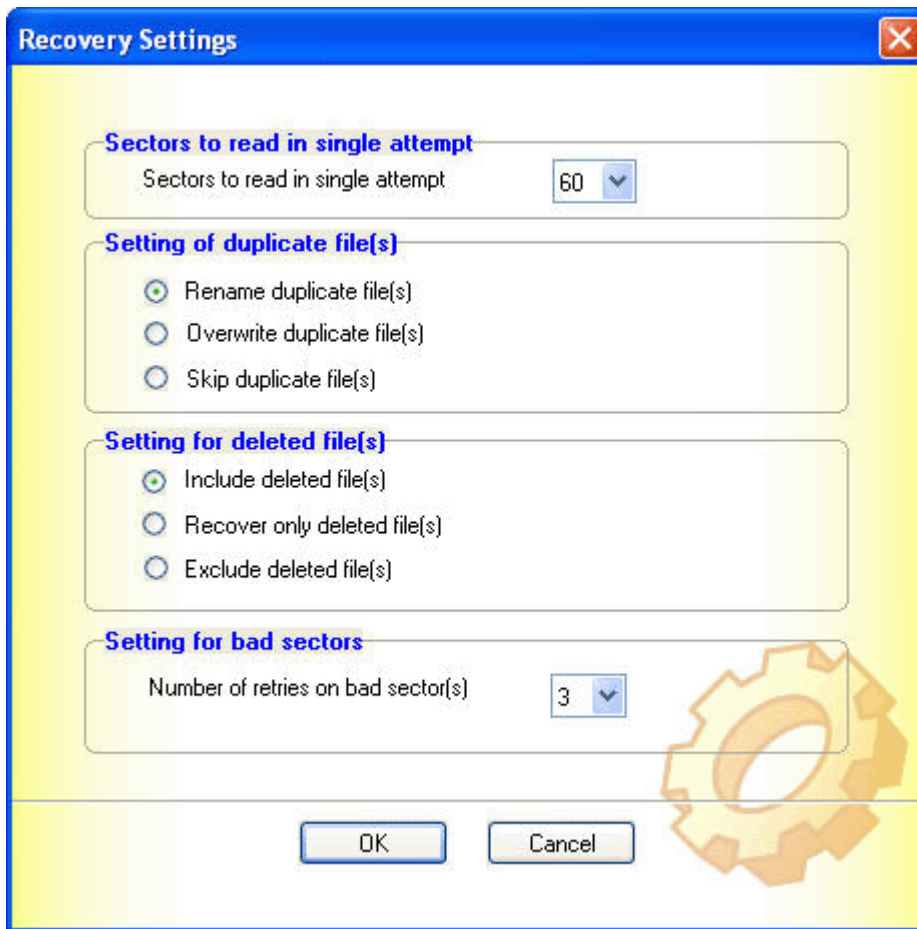 Recovery Settings
Sectors to read in single attempt
Sectors to read in single attempt
60
Setting of duplicate file(s)
Rename duplicate file(s)
Overwrite duplicate file(s)
Skip duplicate file(s)
Setting for deleted file(s)
Include deleted file(s)
Recover only deleted file(s)
Exclude deleted file(s)
Setting for bad sectors
Number of retries on bad sector(s)
3
OK
Cancel